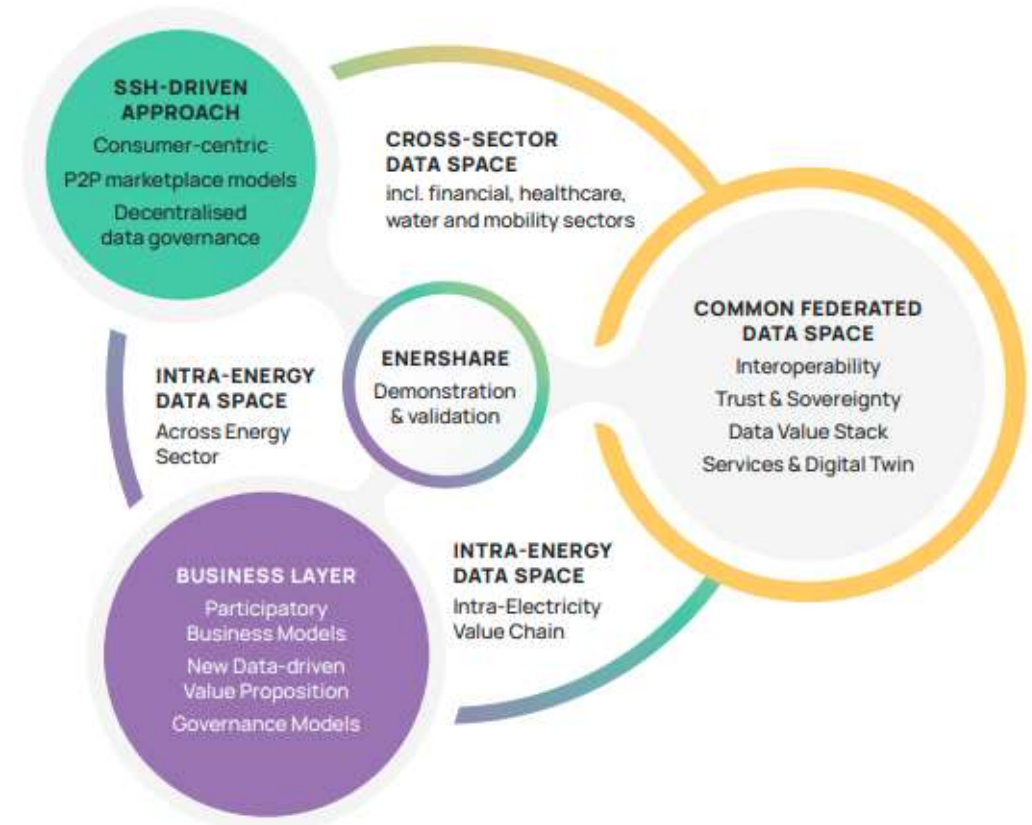 SSH-DRIVEN
APPROACH
Consumer-centric
P2P marketplace models
Decentralised
data governance
CROSS-SECTOR
DATA SPACE
incl. financial, healthcare,
water and mobility sectors
COMMON FEDERATED
DATA SPACE
Interoperability
Trust & Sovereignty
Data Value Stack
Services & Digital Twin
ENERSHARE
Demonstration
& validation
INTRA-ENERGY
DATA SPACE
Across Energy
Sector
INTRA-ENERGY
DATA SPACE
Intra-Electricity
Value Chain
BUSINESS LAYER
Participatory
Business Models
New Data-driven
Value Proposition
Governance Models